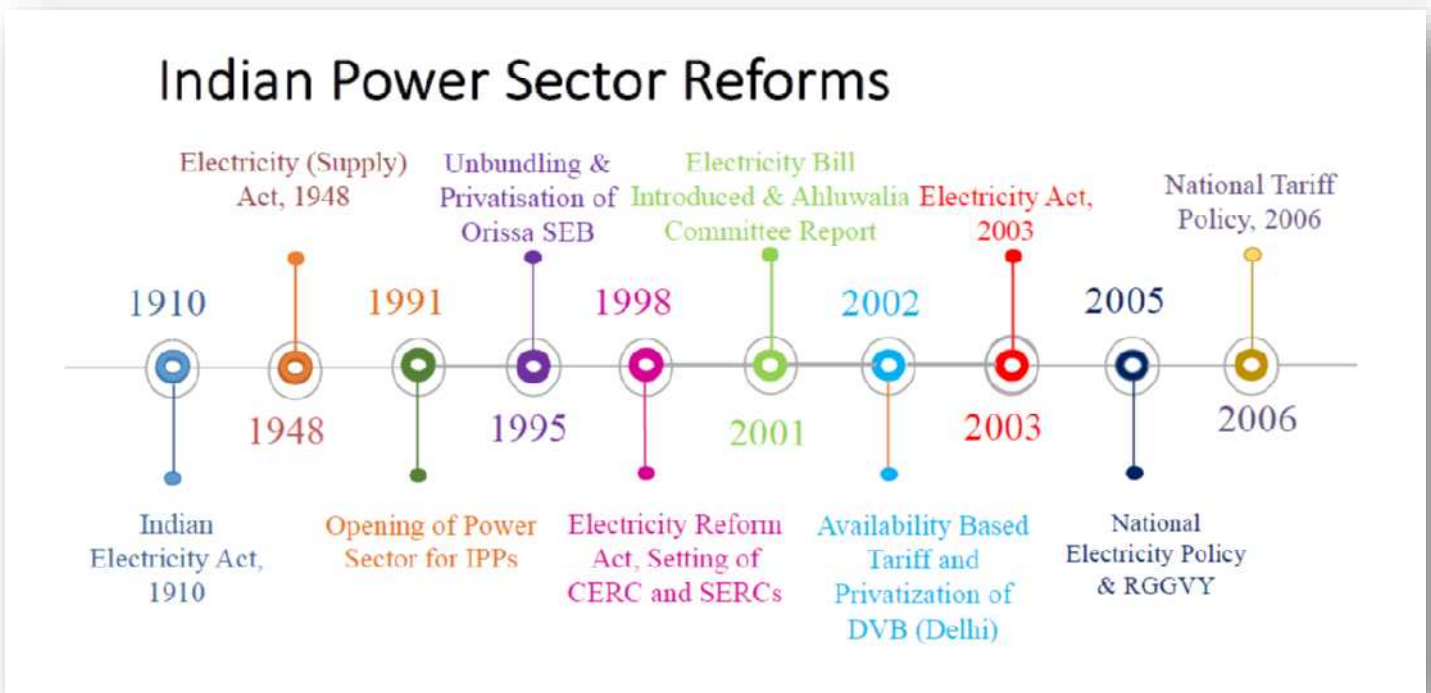 Indian Power Sector Reforms
Electricity (Supply)
Act, 1948
Unbundling &
Privatisation of
Orissa SEB
Electricity Bill
Introduced & Ahluwalia
Committee Report
Electricity Act,
2003
National Tariff
Policy, 2006
1910
1991
1998
2002
2005
1948
1995
2001
2003
2006
Indian
Electricity Act,
1910
Opening of Power
Sector for IPPs
Electricity Reform
Act, Setting of
CERC and SERCs
Availability Based
Tariff and
Privatization of
DVB (Delhi)
National
Electricity Policy
& RGGVY